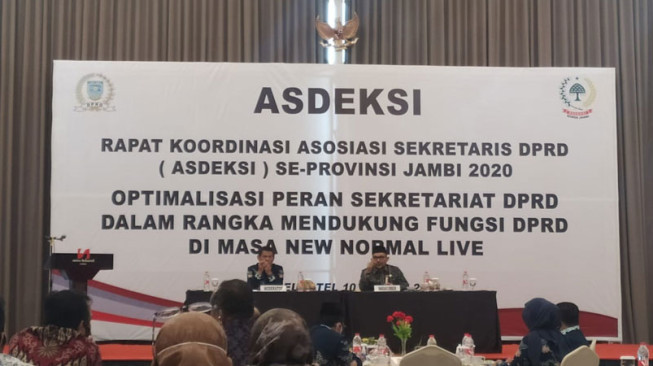 ASDEKSI
RAPAT KOORDINASI ASOSIASI SEKRETARIS DPRD
( ASDEKSI ) SE-PROVINSI JAMBI 2020
OPTIMALISASI PERAN SEKRETARIAT DPRD
DALAM RANGKA MENDUKUNG FUNGSI DPRD
DI MASA NEW NORMAL LIVE